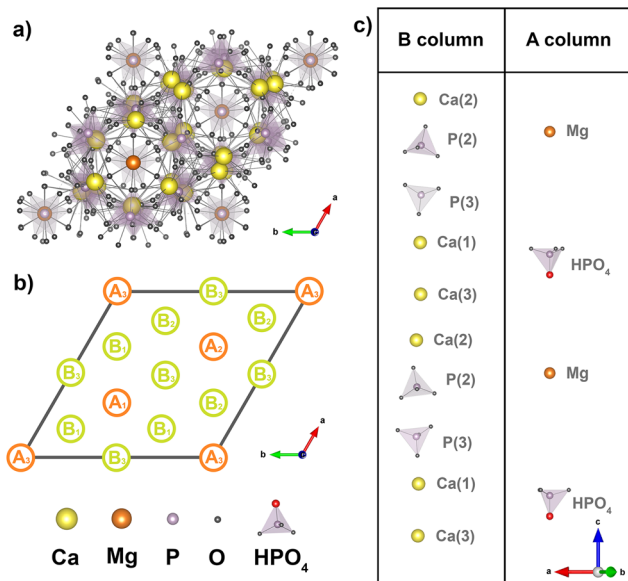 a)
a
b
b)
A₃ B₃ A₃
B₂ B₂
B₁ A₂
B₃ B₃ B₃
A₁ B₂
B₁ B₁
A₃ B₃ A₃
a
b
Ca Mg P O HPO₄
c)
B column A column
Ca(2)
Mg
P(2)
P(3)
Ca(1)
HPO₄
Ca(3)
Ca(2)
Mg
P(2)
P(3)
Ca(1)
HPO₄
Ca(3)
c
a b